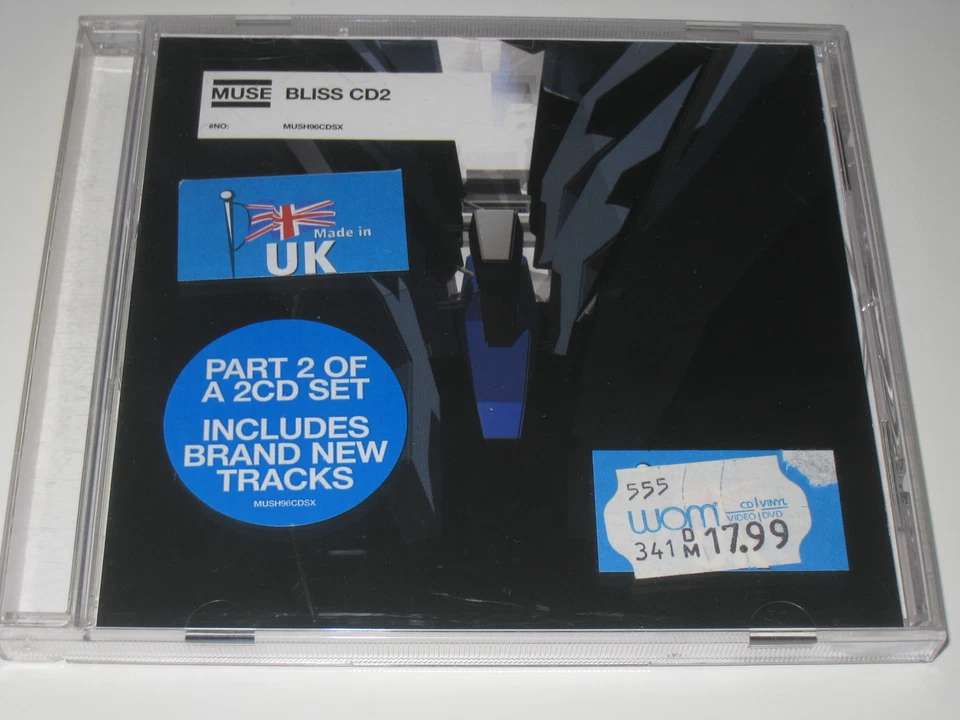 MUSE BLISS CD2
#NO: MUSH96CDSX
Made in
UK
PART 2 OF
A 2CD SET
INCLUDES
BRAND NEW
TRACKS
MUSH96CDSX
555
wom CD|VINYL
VIDEO|DVD
341 DM 17.99